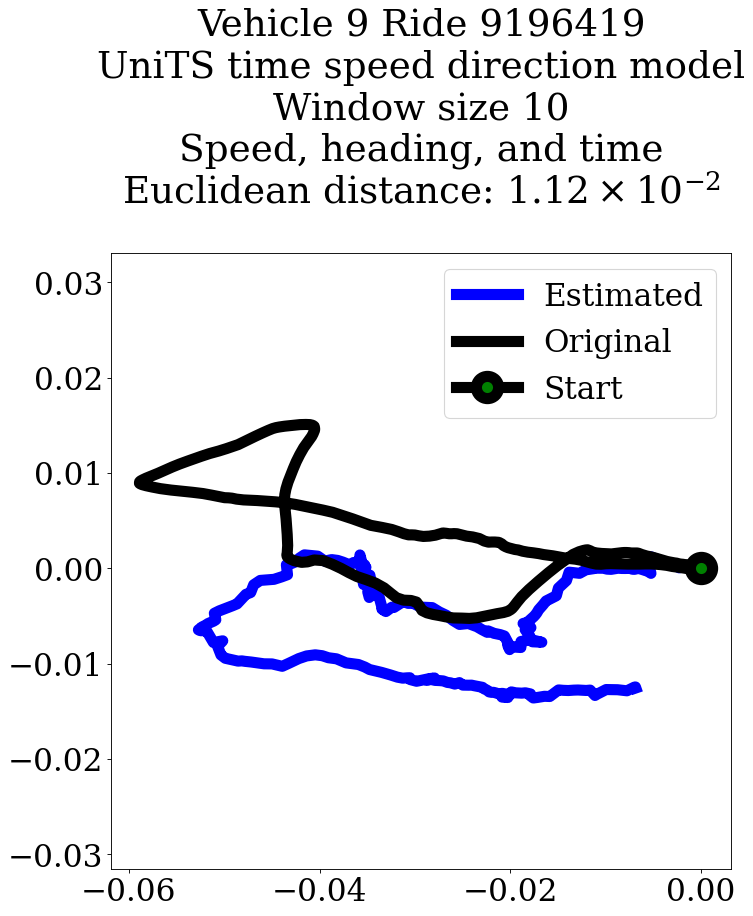 Vehicle 9 Ride 9196419
UniTS time speed direction model
Window size 10
Speed, heading, and time
Euclidean distance: 1.12 × 10⁻²
Estimated
Original
Start
0.03
0.02
0.01
0.00
−0.01
−0.02
−0.03
−0.06
−0.04
−0.02
0.00